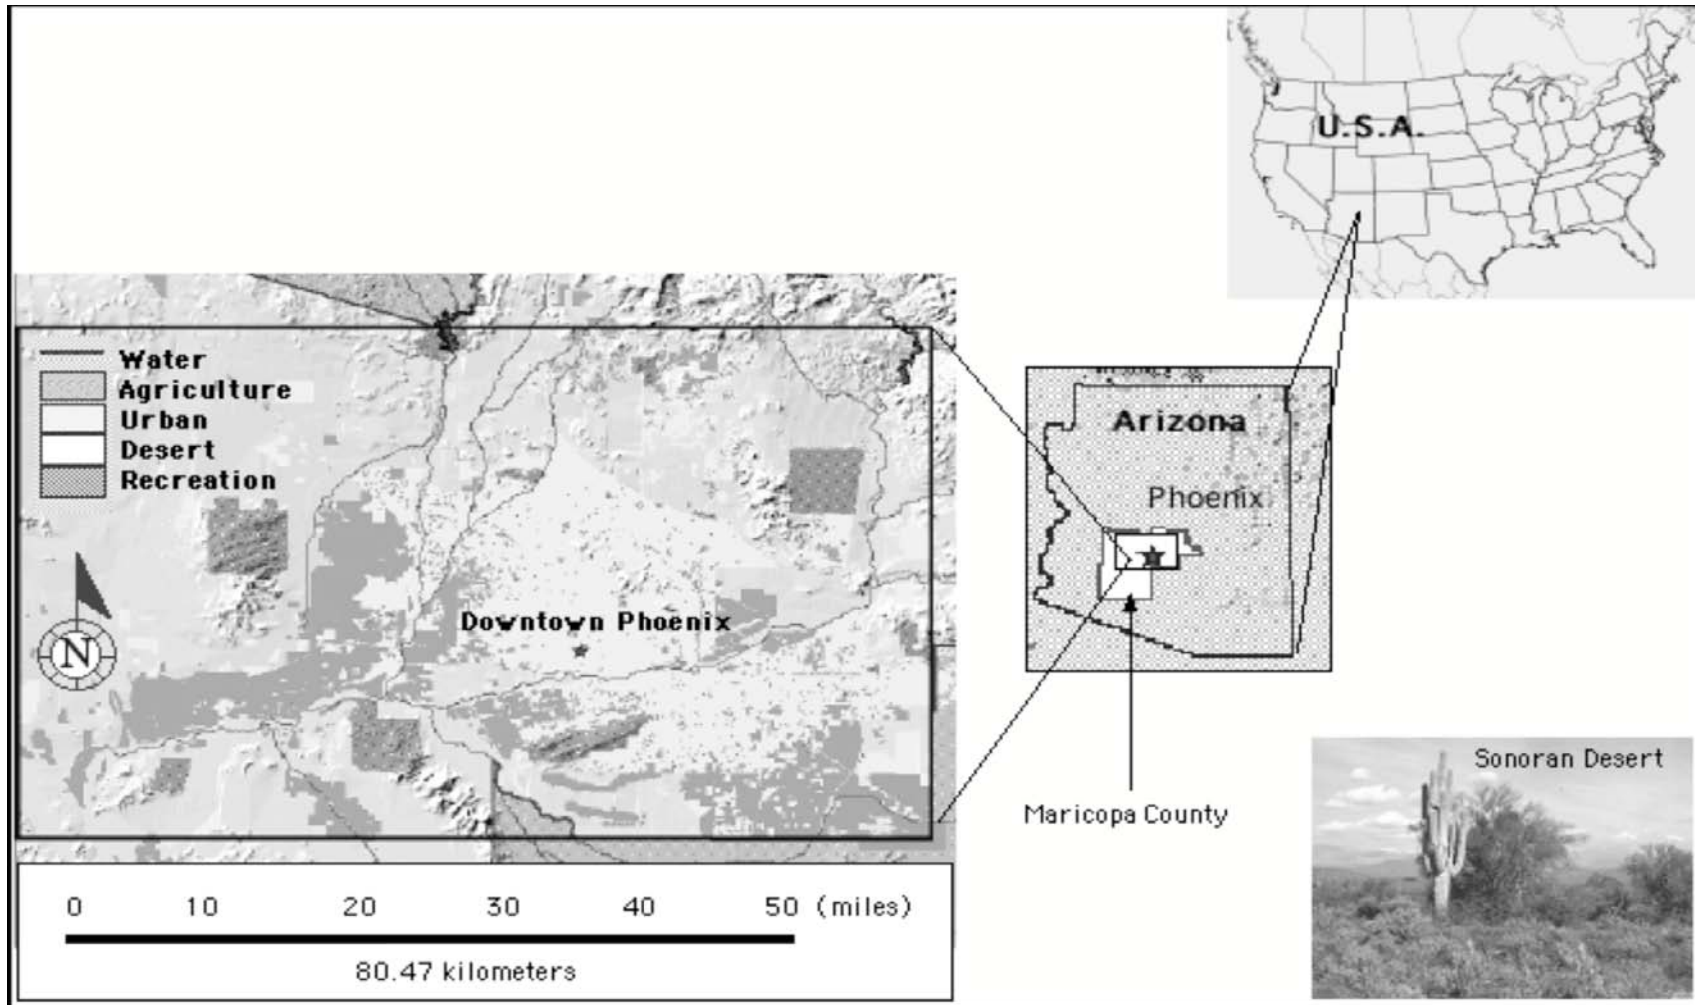 U.S.A.
Water
Agriculture
Urban
Desert
Recreation
N
Downtown Phoenix
Arizona
Phoenix
Maricopa County
Sonoran Desert
0 10 20 30 40 50 (miles)
80.47 kilometers